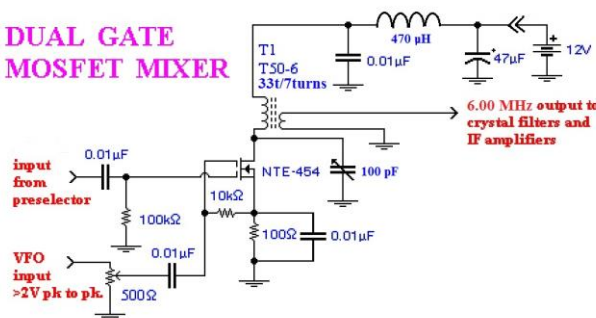 DUAL GATE
MOSFET MIXER
T1
T50-6
33t/7turns
470 µH
0.01µF
+
47µF
12V
6.00 MHz output to
crystal filters and
IF amplifiers
0.01µF
input
from
preselector
NTE-454
100 pF
10kΩ
100kΩ
100Ω
0.01µF
VFO
input
>2V pk to pk.
0.01µF
500Ω